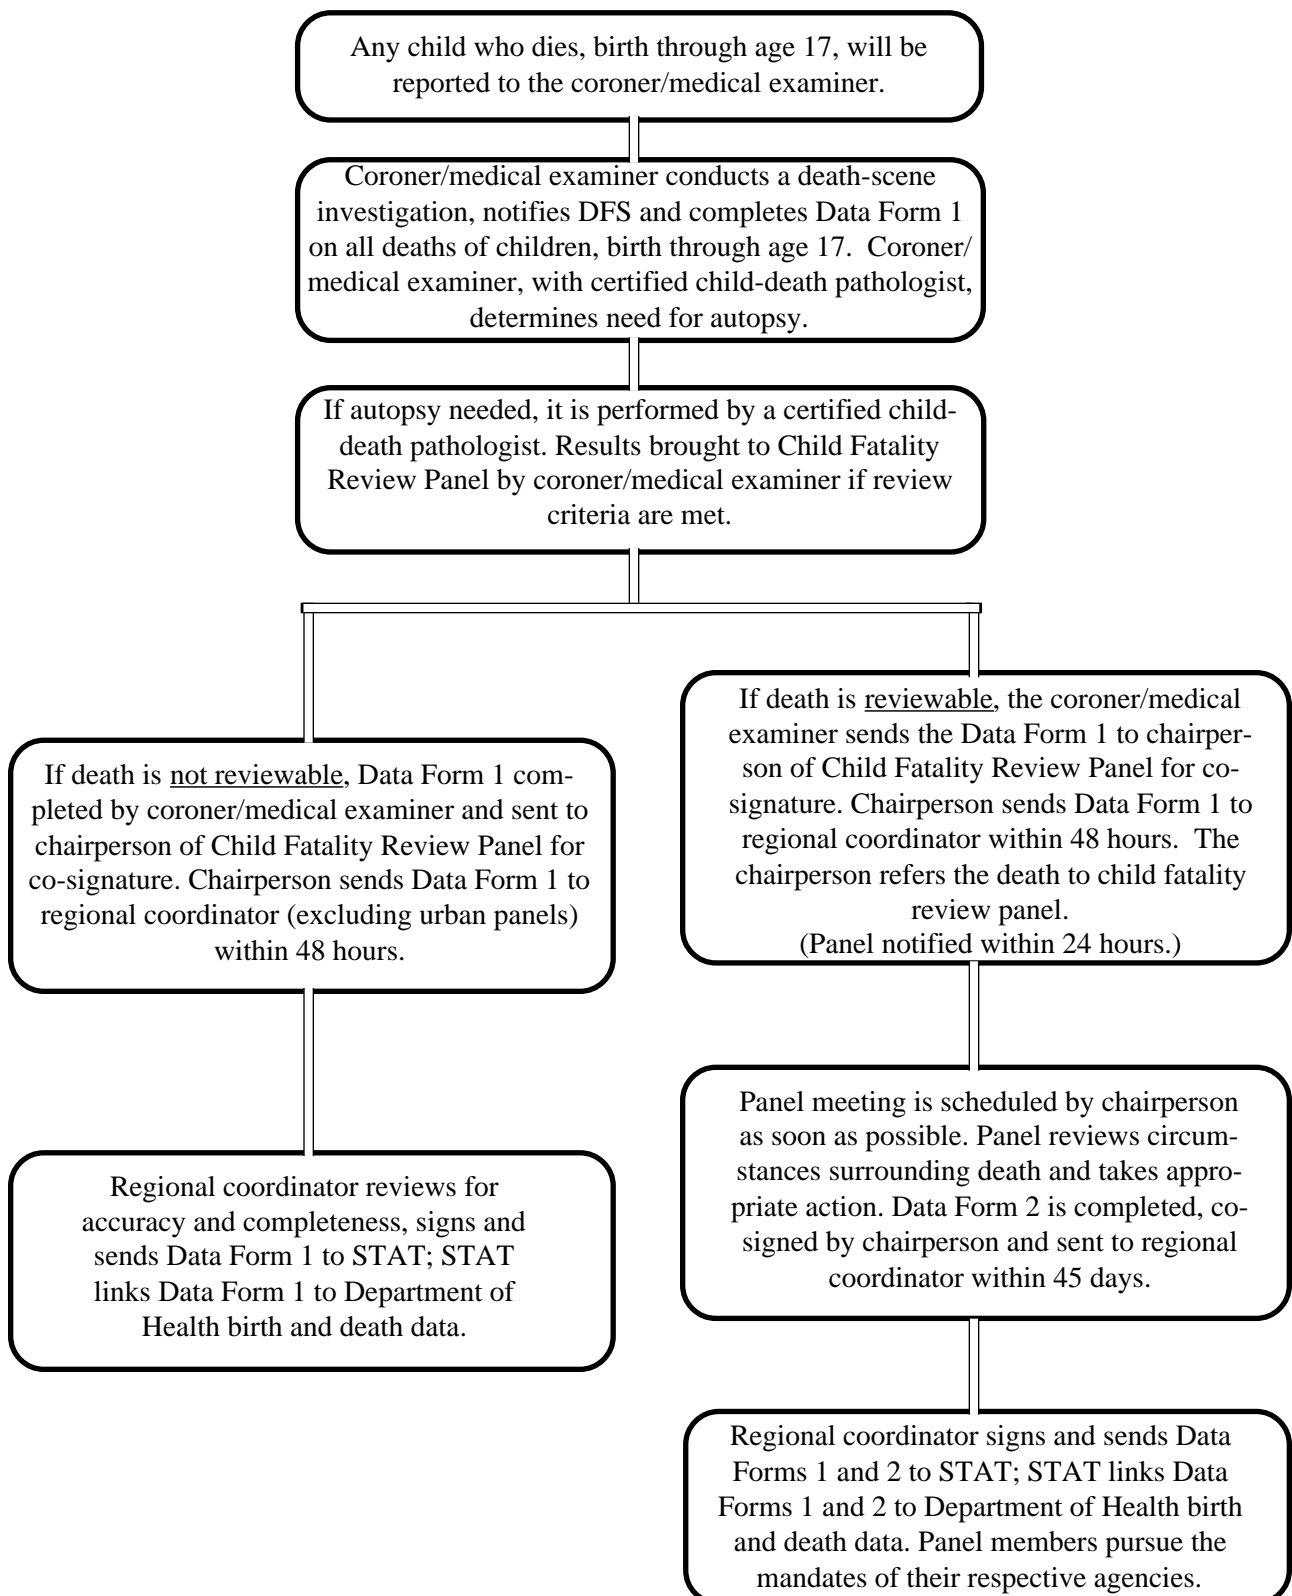 Any child who dies, birth through age 17, will be
reported to the coroner/medical examiner.
Coroner/medical examiner conducts a death-scene
investigation, notifies DFS and completes Data Form 1
on all deaths of children, birth through age 17.  Coroner/
medical examiner, with certified child-death pathologist,
determines need for autopsy.
If autopsy needed, it is performed by a certified child-
death pathologist. Results brought to Child Fatality
Review Panel by coroner/medical examiner if review
criteria are met.
If death is not reviewable, Data Form 1 com-
pleted by coroner/medical examiner and sent to
chairperson of Child Fatality Review Panel for
co-signature. Chairperson sends Data Form 1 to
regional coordinator (excluding urban panels)
within 48 hours.
Regional coordinator reviews for
accuracy and completeness, signs and
sends Data Form 1 to STAT; STAT
links Data Form 1 to Department of
Health birth and death data.
If death is reviewable, the coroner/medical
examiner sends the Data Form 1 to chairper-
son of Child Fatality Review Panel for co-
signature. Chairperson sends Data Form 1 to
regional coordinator within 48 hours.  The
chairperson refers the death to child fatality
review panel.
(Panel notified within 24 hours.)
Panel meeting is scheduled by chairperson
as soon as possible. Panel reviews circum-
stances surrounding death and takes appro-
priate action. Data Form 2 is completed, co-
signed by chairperson and sent to regional
coordinator within 45 days.
Regional coordinator signs and sends Data
Forms 1 and 2 to STAT; STAT links Data
Forms 1 and 2 to Department of Health birth
and death data. Panel members pursue the
mandates of their respective agencies.